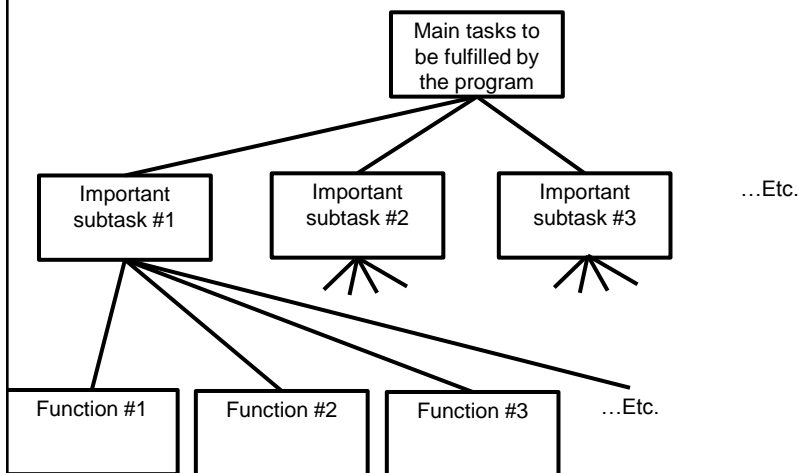 Main tasks to
be fulfilled by
the program
Important
subtask #1
Important
subtask #2
Important
subtask #3
…Etc.
Function #1
Function #2
Function #3
…Etc.